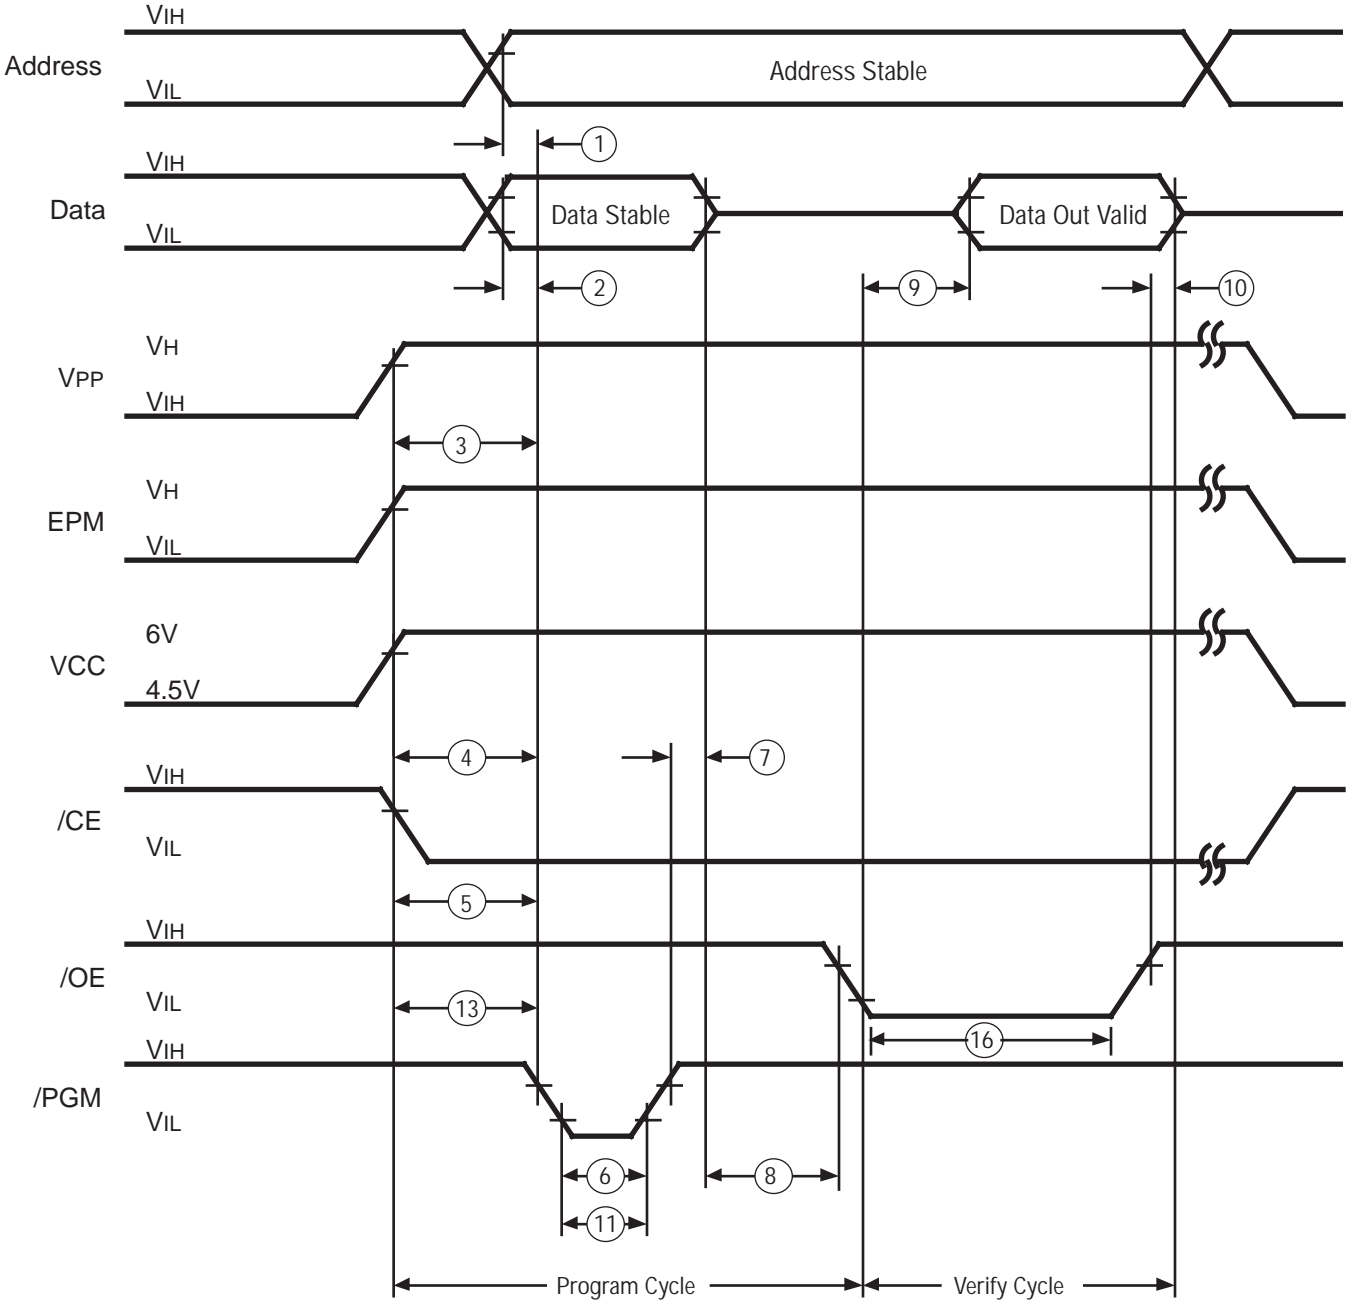 VIH
Address
Address Stable
VIL
1
VIH
Data
Data Stable
Data Out Valid
VIL
2
9
10
VH
VPP
VIH
3
VH
EPM
VIL
6V
VCC
4.5V
4
7
VIH
/CE
VIL
5
VIH
/OE
VIL
13
16
VIH
/PGM
VIL
6
8
11
Program Cycle
Verify Cycle